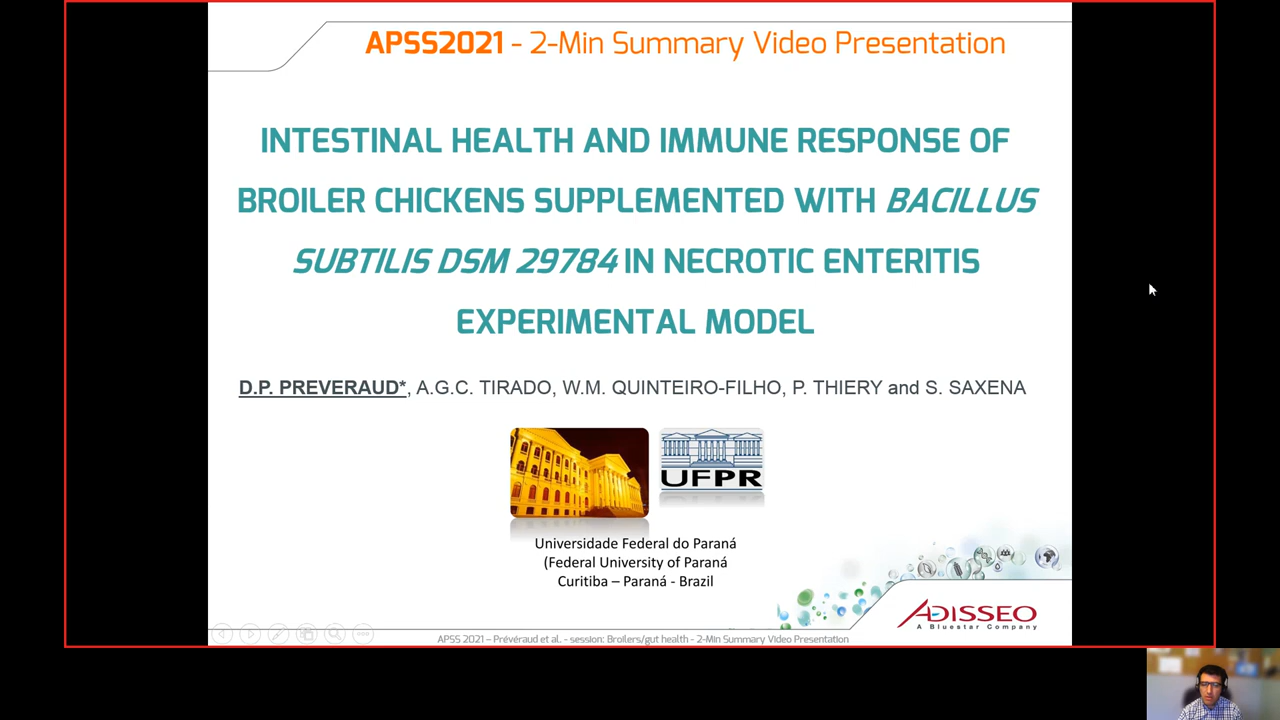 APSS2021 - 2-Min Summary Video Presentation
INTESTINAL HEALTH AND IMMUNE RESPONSE OF
BROILER CHICKENS SUPPLEMENTED WITH BACILLUS
SUBTILIS DSM 29784 IN NECROTIC ENTERITIS
EXPERIMENTAL MODEL
D.P. PREVERAUD*, A.G.C. TIRADO, W.M. QUINTEIRO-FILHO, P. THIERY and S. SAXENA
UFPR
Universidade Federal do Paraná
(Federal University of Paraná
Curitiba – Paraná - Brazil
ADISSEO
A Bluestar Company
APSS 2021 – Prévéraud et al. - session: Broilers/gut health - 2-Min Summary Video Presentation